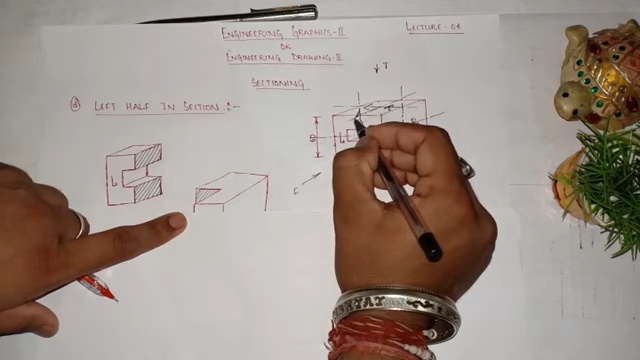 ENGINEERING GRAPHICS-II
LECTURE-04
OR
ENGINEERING DRAWING-II
SECTIONING
LEFT HALF IN SECTION:-
T
L
L
F